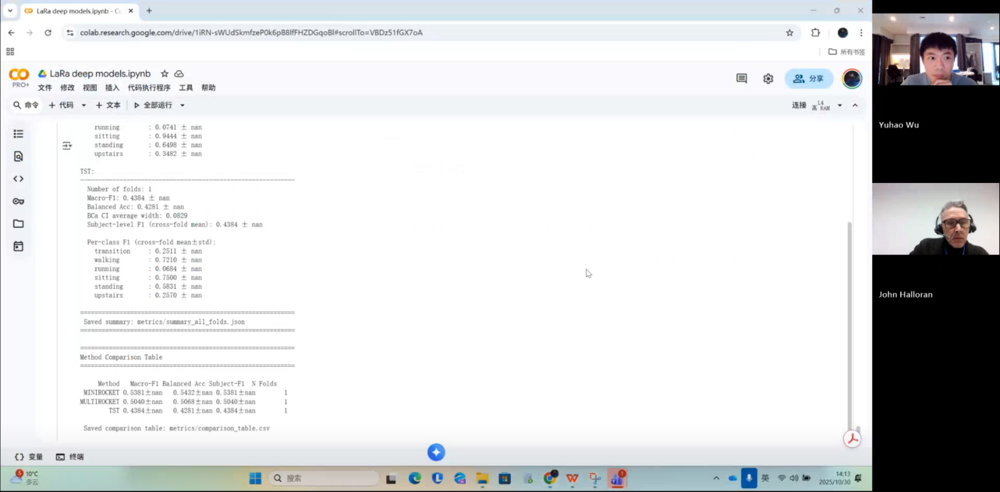 LaRa deep models.ipynb - Co
colab.research.google.com/drive/1iRN-sWUdSkmfzeP0k6pB8lfFHZDGqoBl#scrollTo=VBDz51fGX7oA
所有书签
CO
PRO+
LaRa deep models.ipynb
文件 修改 视图 插入 代码执行程序 工具 帮助
分享
命令 + 代码 + 文本 全部运行
连接 L4 高 RAM
running : 0.0741 ± nan
sitting : 0.9444 ± nan
standing : 0.6498 ± nan
upstairs : 0.3482 ± nan
TST:
------------------------------------------------------------
Number of folds: 1
Macro-F1: 0.4384 ± nan
Balanced Acc: 0.4281 ± nan
BCa CI average width: 0.0829
Subject-level F1 (cross-fold mean): 0.4384 ± nan
Per-class F1 (cross-fold mean±std):
transition : 0.2511 ± nan
walking : 0.7210 ± nan
running : 0.0684 ± nan
sitting : 0.7500 ± nan
standing : 0.5831 ± nan
upstairs : 0.2570 ± nan
============================================================
Saved summary: metrics/summary_all_folds.json
============================================================
============================================================
Method Comparison Table
============================================================
Method Macro-F1 Balanced Acc Subject-F1 N Folds
MINIROCKET 0.5381±nan 0.5432±nan 0.5381±nan 1
MULTIROCKET 0.5040±nan 0.5068±nan 0.5040±nan 1
TST 0.4384±nan 0.4281±nan 0.4384±nan 1
Saved comparison table: metrics/comparison_table.csv
{} 变量 终端
5
10°C
多云
搜索
1
英
14:13
2025/10/30
Yuhao Wu
John Halloran